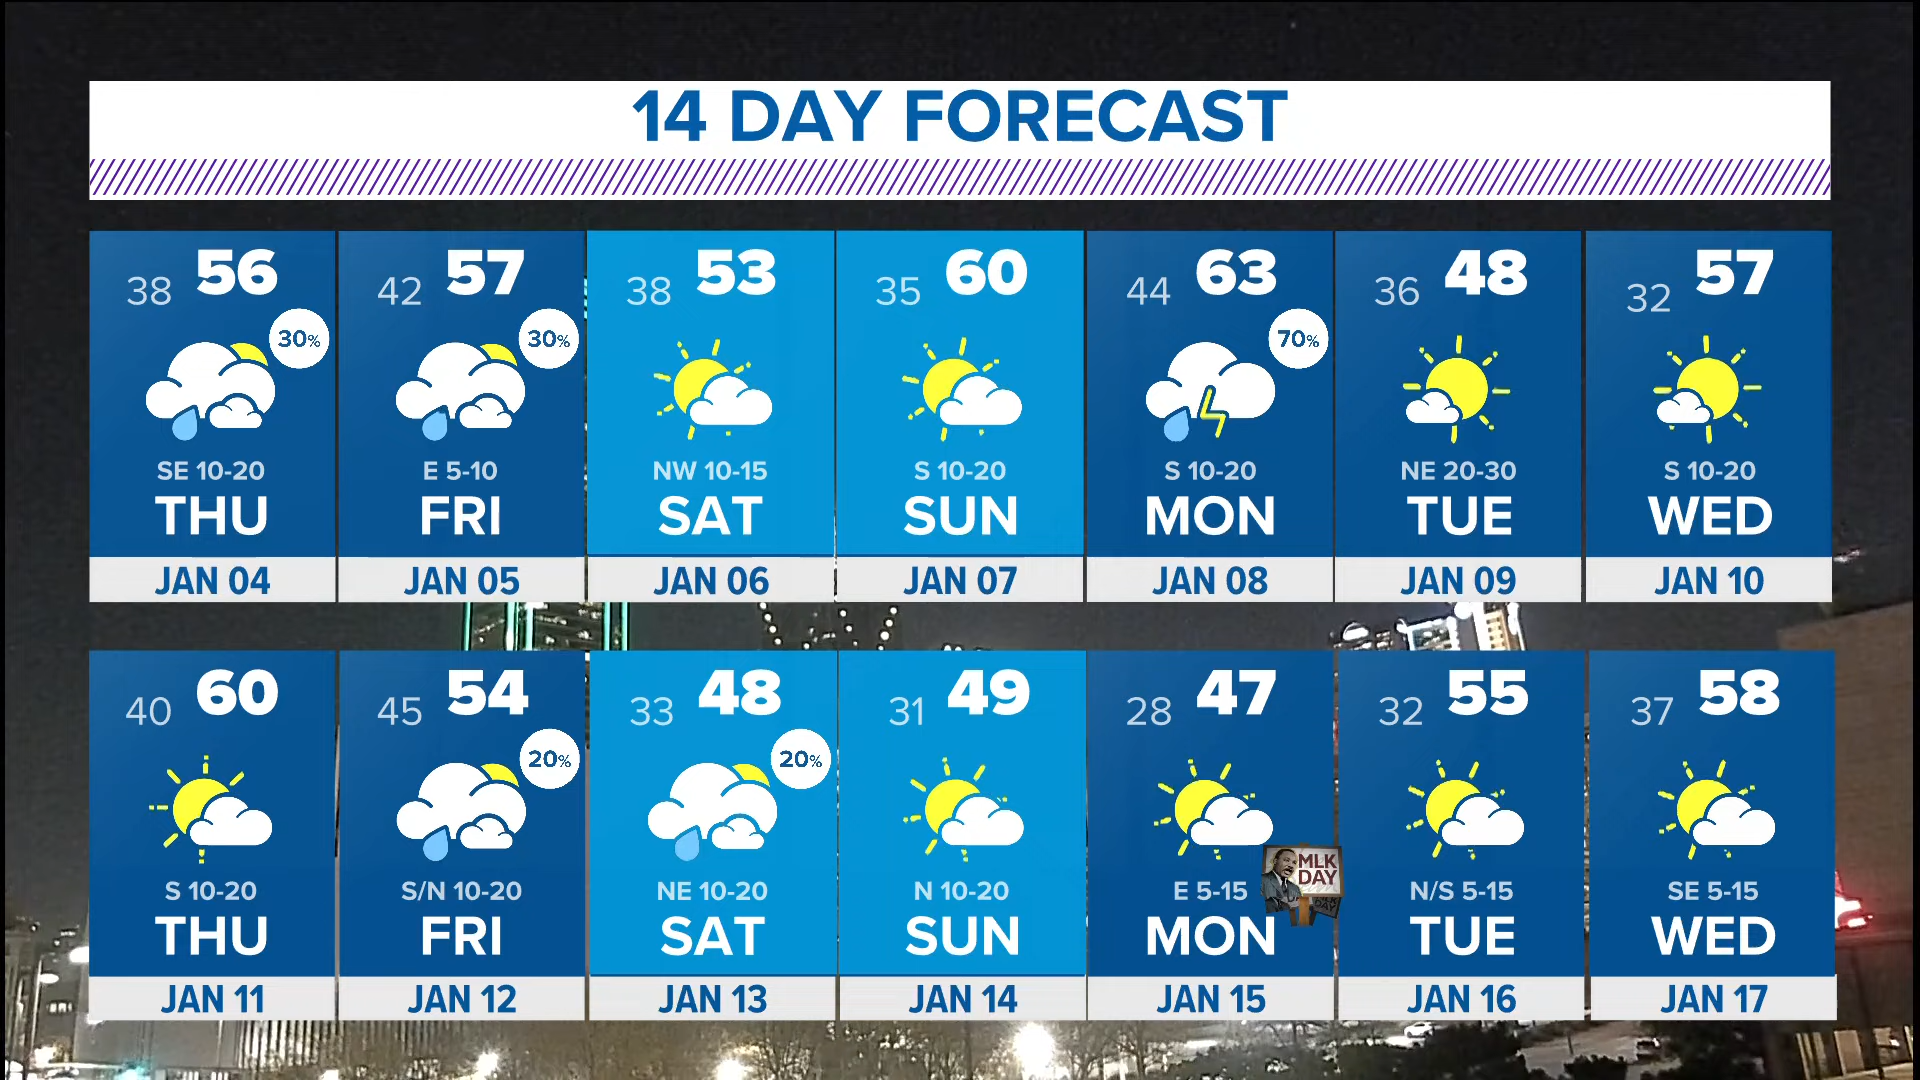 14 DAY FORECAST
38 56
30%
SE 10-20
THU
JAN 04
42 57
30%
E 5-10
FRI
JAN 05
38 53
NW 10-15
SAT
JAN 06
35 60
S 10-20
SUN
JAN 07
44 63
70%
S 10-20
MON
JAN 08
36 48
NE 20-30
TUE
JAN 09
32 57
S 10-20
WED
JAN 10
40 60
S 10-20
THU
JAN 11
45 54
20%
S/N 10-20
FRI
JAN 12
33 48
20%
NE 10-20
SAT
JAN 13
31 49
N 10-20
SUN
JAN 14
28 47
MLK
DAY
E 5-15
MON
JAN 15
32 55
N/S 5-15
TUE
JAN 16
37 58
SE 5-15
WED
JAN 17